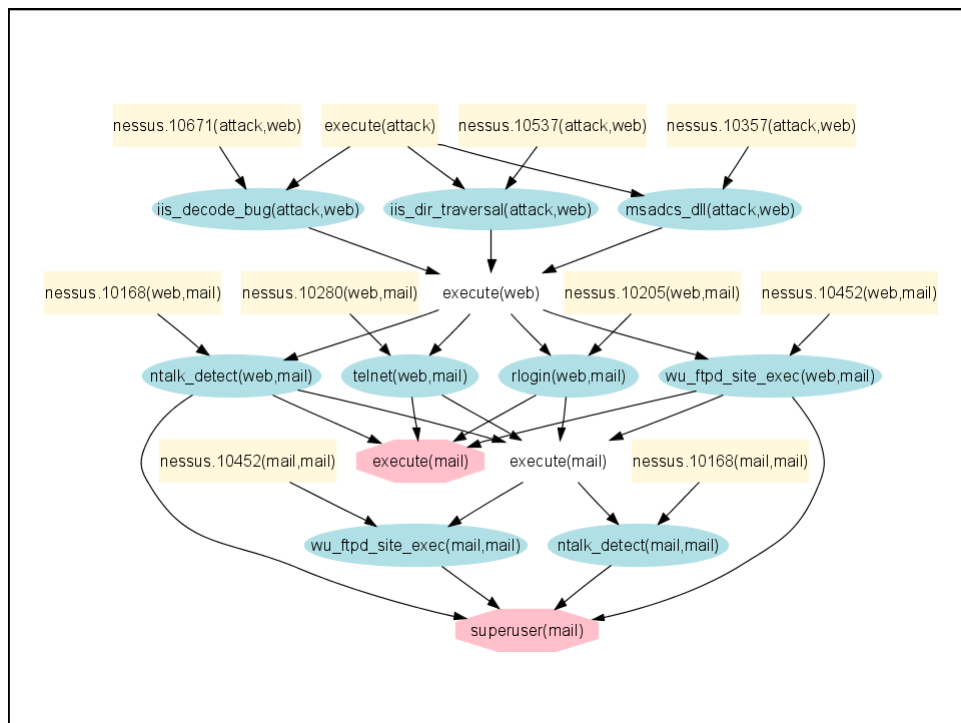 nessus.10671(attack,web)
execute(attack)
nessus.10537(attack,web)
nessus.10357(attack,web)
iis_decode_bug(attack,web)
iis_dir_traversal(attack,web)
msadcs_dll(attack,web)
nessus.10168(web,mail)
nessus.10280(web,mail)
execute(web)
nessus.10205(web,mail)
nessus.10452(web,mail)
ntalk_detect(web,mail)
telnet(web,mail)
rlogin(web,mail)
wu_ftpd_site_exec(web,mail)
nessus.10452(mail,mail)
execute(mail)
execute(mail)
nessus.10168(mail,mail)
wu_ftpd_site_exec(mail,mail)
ntalk_detect(mail,mail)
superuser(mail)